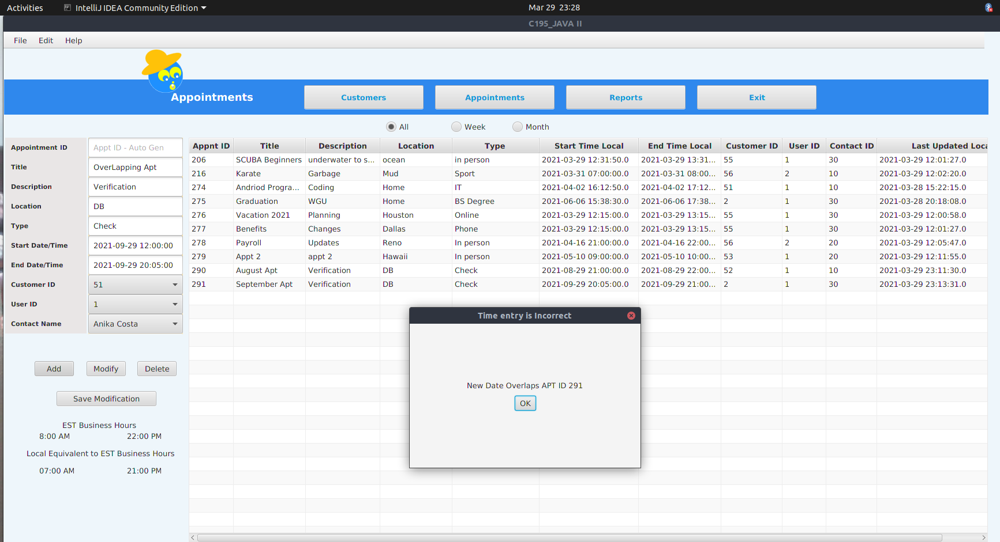 Activities IntelliJ IDEA Community Edition Mar 29 23:28
C195_JAVA II
File Edit Help
Appointments Customers Appointments Reports Exit
All Week Month
Appointment ID Appt ID - Auto Gen
Title OverLapping Apt
Description Verification
Location DB
Type Check
Start Date/Time 2021-09-29 12:00:00
End Date/Time 2021-09-29 20:05:00
Customer ID 51
User ID 1
Contact Name Anika Costa
Add Modify Delete
Save Modification
EST Business Hours
8:00 AM 22:00 PM
Local Equivalent to EST Business Hours
07:00 AM 21:00 PM
Appnt ID Title Description Location Type Start Time Local End Time Local Customer ID User ID Contact ID Last Updated Loca
206 SCUBA Beginners underwater to s... ocean in person 2021-03-29 12:31:50.0 2021-03-29 13:31... 55 1 30 2021-03-29 12:01:27.0
216 Karate Garbage Mud Sport 2021-03-31 07:00:00.0 2021-03-31 08:00... 56 2 10 2021-03-29 12:02:20.0
274 Andriod Progra... Coding Home IT 2021-04-02 16:12:50.0 2021-04-02 17:12... 51 1 10 2021-03-28 15:22:15.0
275 Graduation WGU Home BS Degree 2021-06-06 15:38:30.0 2021-06-06 17:38... 2 1 30 2021-03-28 20:18:08.0
276 Vacation 2021 Planning Houston Online 2021-03-29 12:15:00.0 2021-03-29 13:15... 55 1 30 2021-03-29 12:00:58.0
277 Benefits Changes Dallas Phone 2021-03-29 12:15:00.0 2021-03-29 13:15... 55 1 30 2021-03-29 12:01:27.0
278 Payroll Updates Reno In person 2021-04-16 21:00:00.0 2021-04-16 22:00... 56 2 20 2021-03-29 12:05:47.0
279 Appt 2 appt 2 Hawaii In person 2021-05-10 09:00:00.0 2021-05-10 10:00... 53 1 20 2021-03-29 12:11:55.0
290 August Apt Verification DB Check 2021-08-29 21:00:00.0 2021-08-29 22:00... 52 1 10 2021-03-29 23:11:30.0
291 September Apt Verification DB Check 2021-09-29 20:05:00.0 2021-09-29 21:00... 2 1 30 2021-03-29 23:13:31.0
Time entry is Incorrect
New Date Overlaps APT ID 291
OK